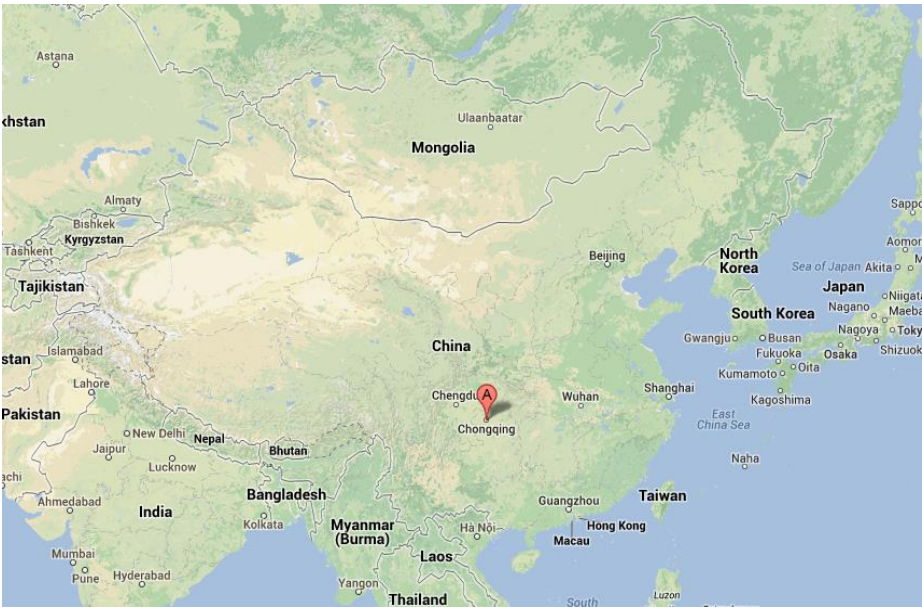 Astana
khstan
Ulaanbaatar
Mongolia
Almaty
Bishkek
Kyrgyzstan
Tashkent
Tajikistan
Beijing
North
Korea
Sea of Japan
Sappo
Aomor
Akita
M
Japan
Niigata
Nagano
Maeba
South Korea
Gwangju
Busan
Nagoya
Toky
Osaka
Shizuok
Fukuoka
Oita
Kumamoto
Kagoshima
China
stan
Islamabad
Lahore
Pakistan
Chengdu
A
Chongqing
Wuhan
Shanghai
East
China Sea
New Delhi
Nepal
Bhutan
Jaipur
Lucknow
Naha
achi
Ahmedabad
India
Bangladesh
Kolkata
Myanmar
(Burma)
Guangzhou
Taiwan
Hong Kong
Macau
Hà Nội
Laos
Mumbai
Pune
Hyderabad
Yangon
Thailand
South
Luzon